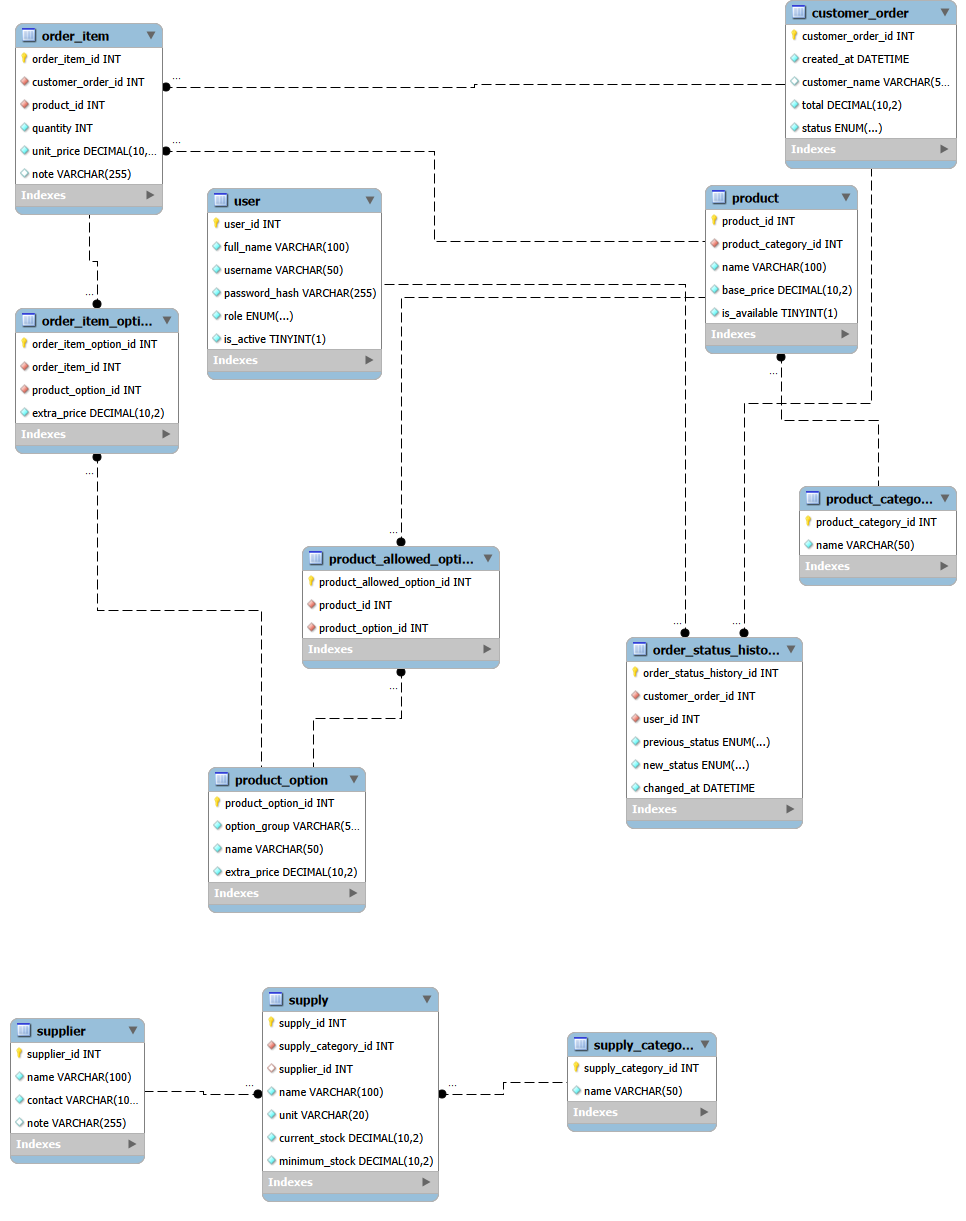 order_item
order_item_id INT
customer_order_id INT
product_id INT
quantity INT
unit_price DECIMAL(10,...
note VARCHAR(255)
Indexes
customer_order
customer_order_id INT
created_at DATETIME
customer_name VARCHAR(5...
total DECIMAL(10,2)
status ENUM(...)
Indexes
user
user_id INT
full_name VARCHAR(100)
username VARCHAR(50)
password_hash VARCHAR(255)
role ENUM(...)
is_active TINYINT(1)
Indexes
product
product_id INT
product_category_id INT
name VARCHAR(100)
base_price DECIMAL(10,2)
is_available TINYINT(1)
Indexes
order_item_opti...
order_item_option_id INT
order_item_id INT
product_option_id INT
extra_price DECIMAL(10,2)
Indexes
product_catego...
product_category_id INT
name VARCHAR(50)
Indexes
product_allowed_opti...
product_allowed_option_id INT
product_id INT
product_option_id INT
Indexes
order_status_histo...
order_status_history_id INT
customer_order_id INT
user_id INT
previous_status ENUM(...)
new_status ENUM(...)
changed_at DATETIME
Indexes
product_option
product_option_id INT
option_group VARCHAR(5...
name VARCHAR(50)
extra_price DECIMAL(10,2)
Indexes
supplier
supplier_id INT
name VARCHAR(100)
contact VARCHAR(10...
note VARCHAR(255)
Indexes
supply
supply_id INT
supply_category_id INT
supplier_id INT
name VARCHAR(100)
unit VARCHAR(20)
current_stock DECIMAL(10,2)
minimum_stock DECIMAL(10,2)
Indexes
supply_catego...
supply_category_id INT
name VARCHAR(50)
Indexes